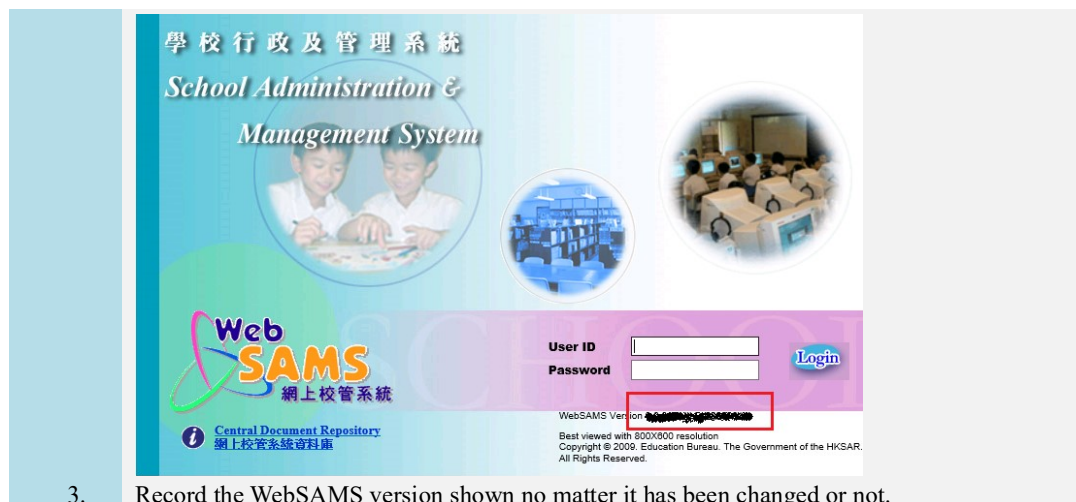 學校行政及管理系統
School Administration &
Management System
Web
SAMS
網上校管系統
User ID
Password
Login
WebSAMS Version
Central Document Repository
網上校管系統資料庫
Best viewed with 800X600 resolution
Copyright © 2009. Education Bureau. The Government of the HKSAR.
All Rights Reserved.
SCHOOL
3. Record the WebSAMS version shown no matter it has been changed or not.